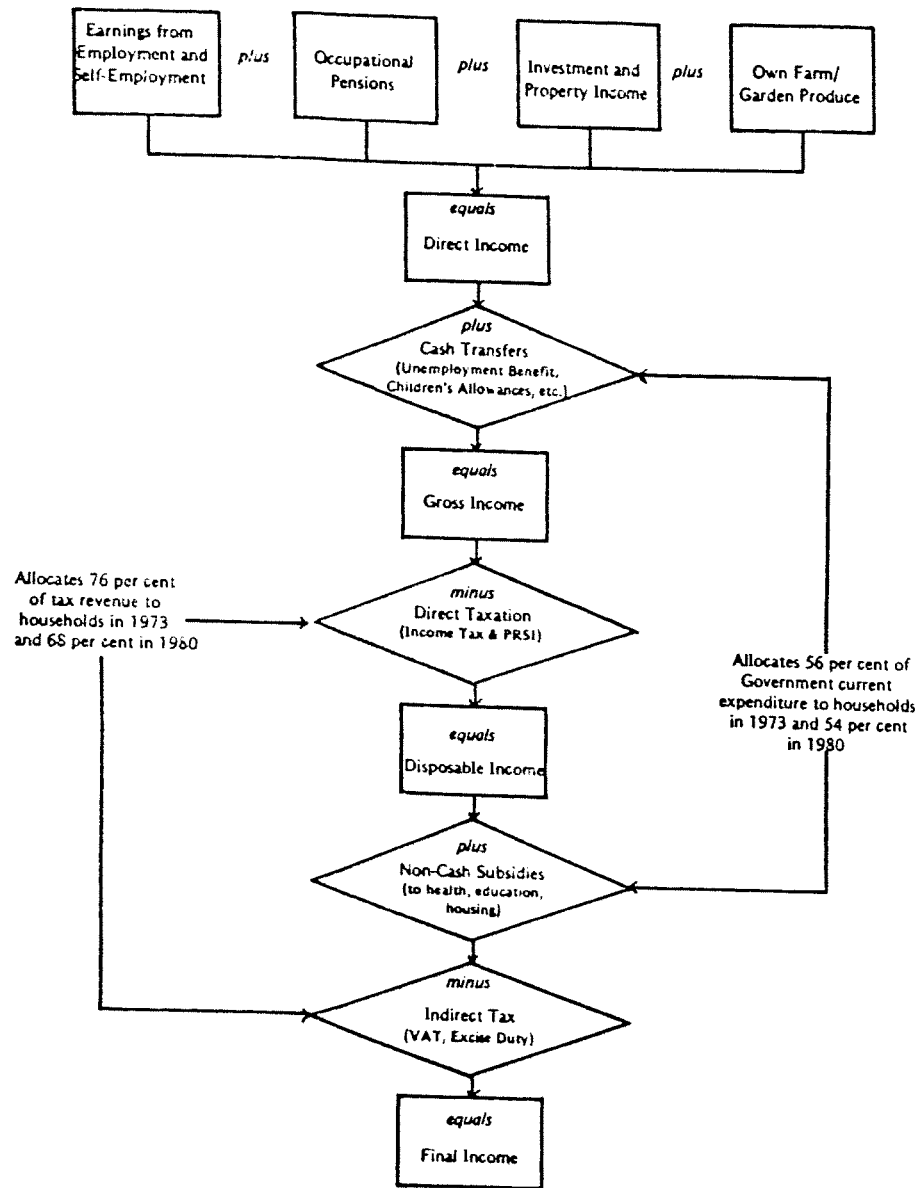 Earnings from
Employment and
Self-Employment
plus
Occupational
Pensions
plus
Investment and
Property Income
plus
Own Farm/
Garden Produce
equals
Direct Income
plus
Cash Transfers
(Unemployment Benefit,
Children's Allowances, etc.)
equals
Gross Income
Allocates 76 per cent
of tax revenue to
households in 1973
and 68 per cent in 1980
minus
Direct Taxation
(Income Tax & PRSI)
Allocates 56 per cent of
Government current
expenditure to households
in 1973 and 54 per cent
in 1980
equals
Disposable Income
plus
Non-Cash Subsidies
(to health, education,
housing)
minus
Indirect Tax
(VAT, Excise Duty)
equals
Final Income